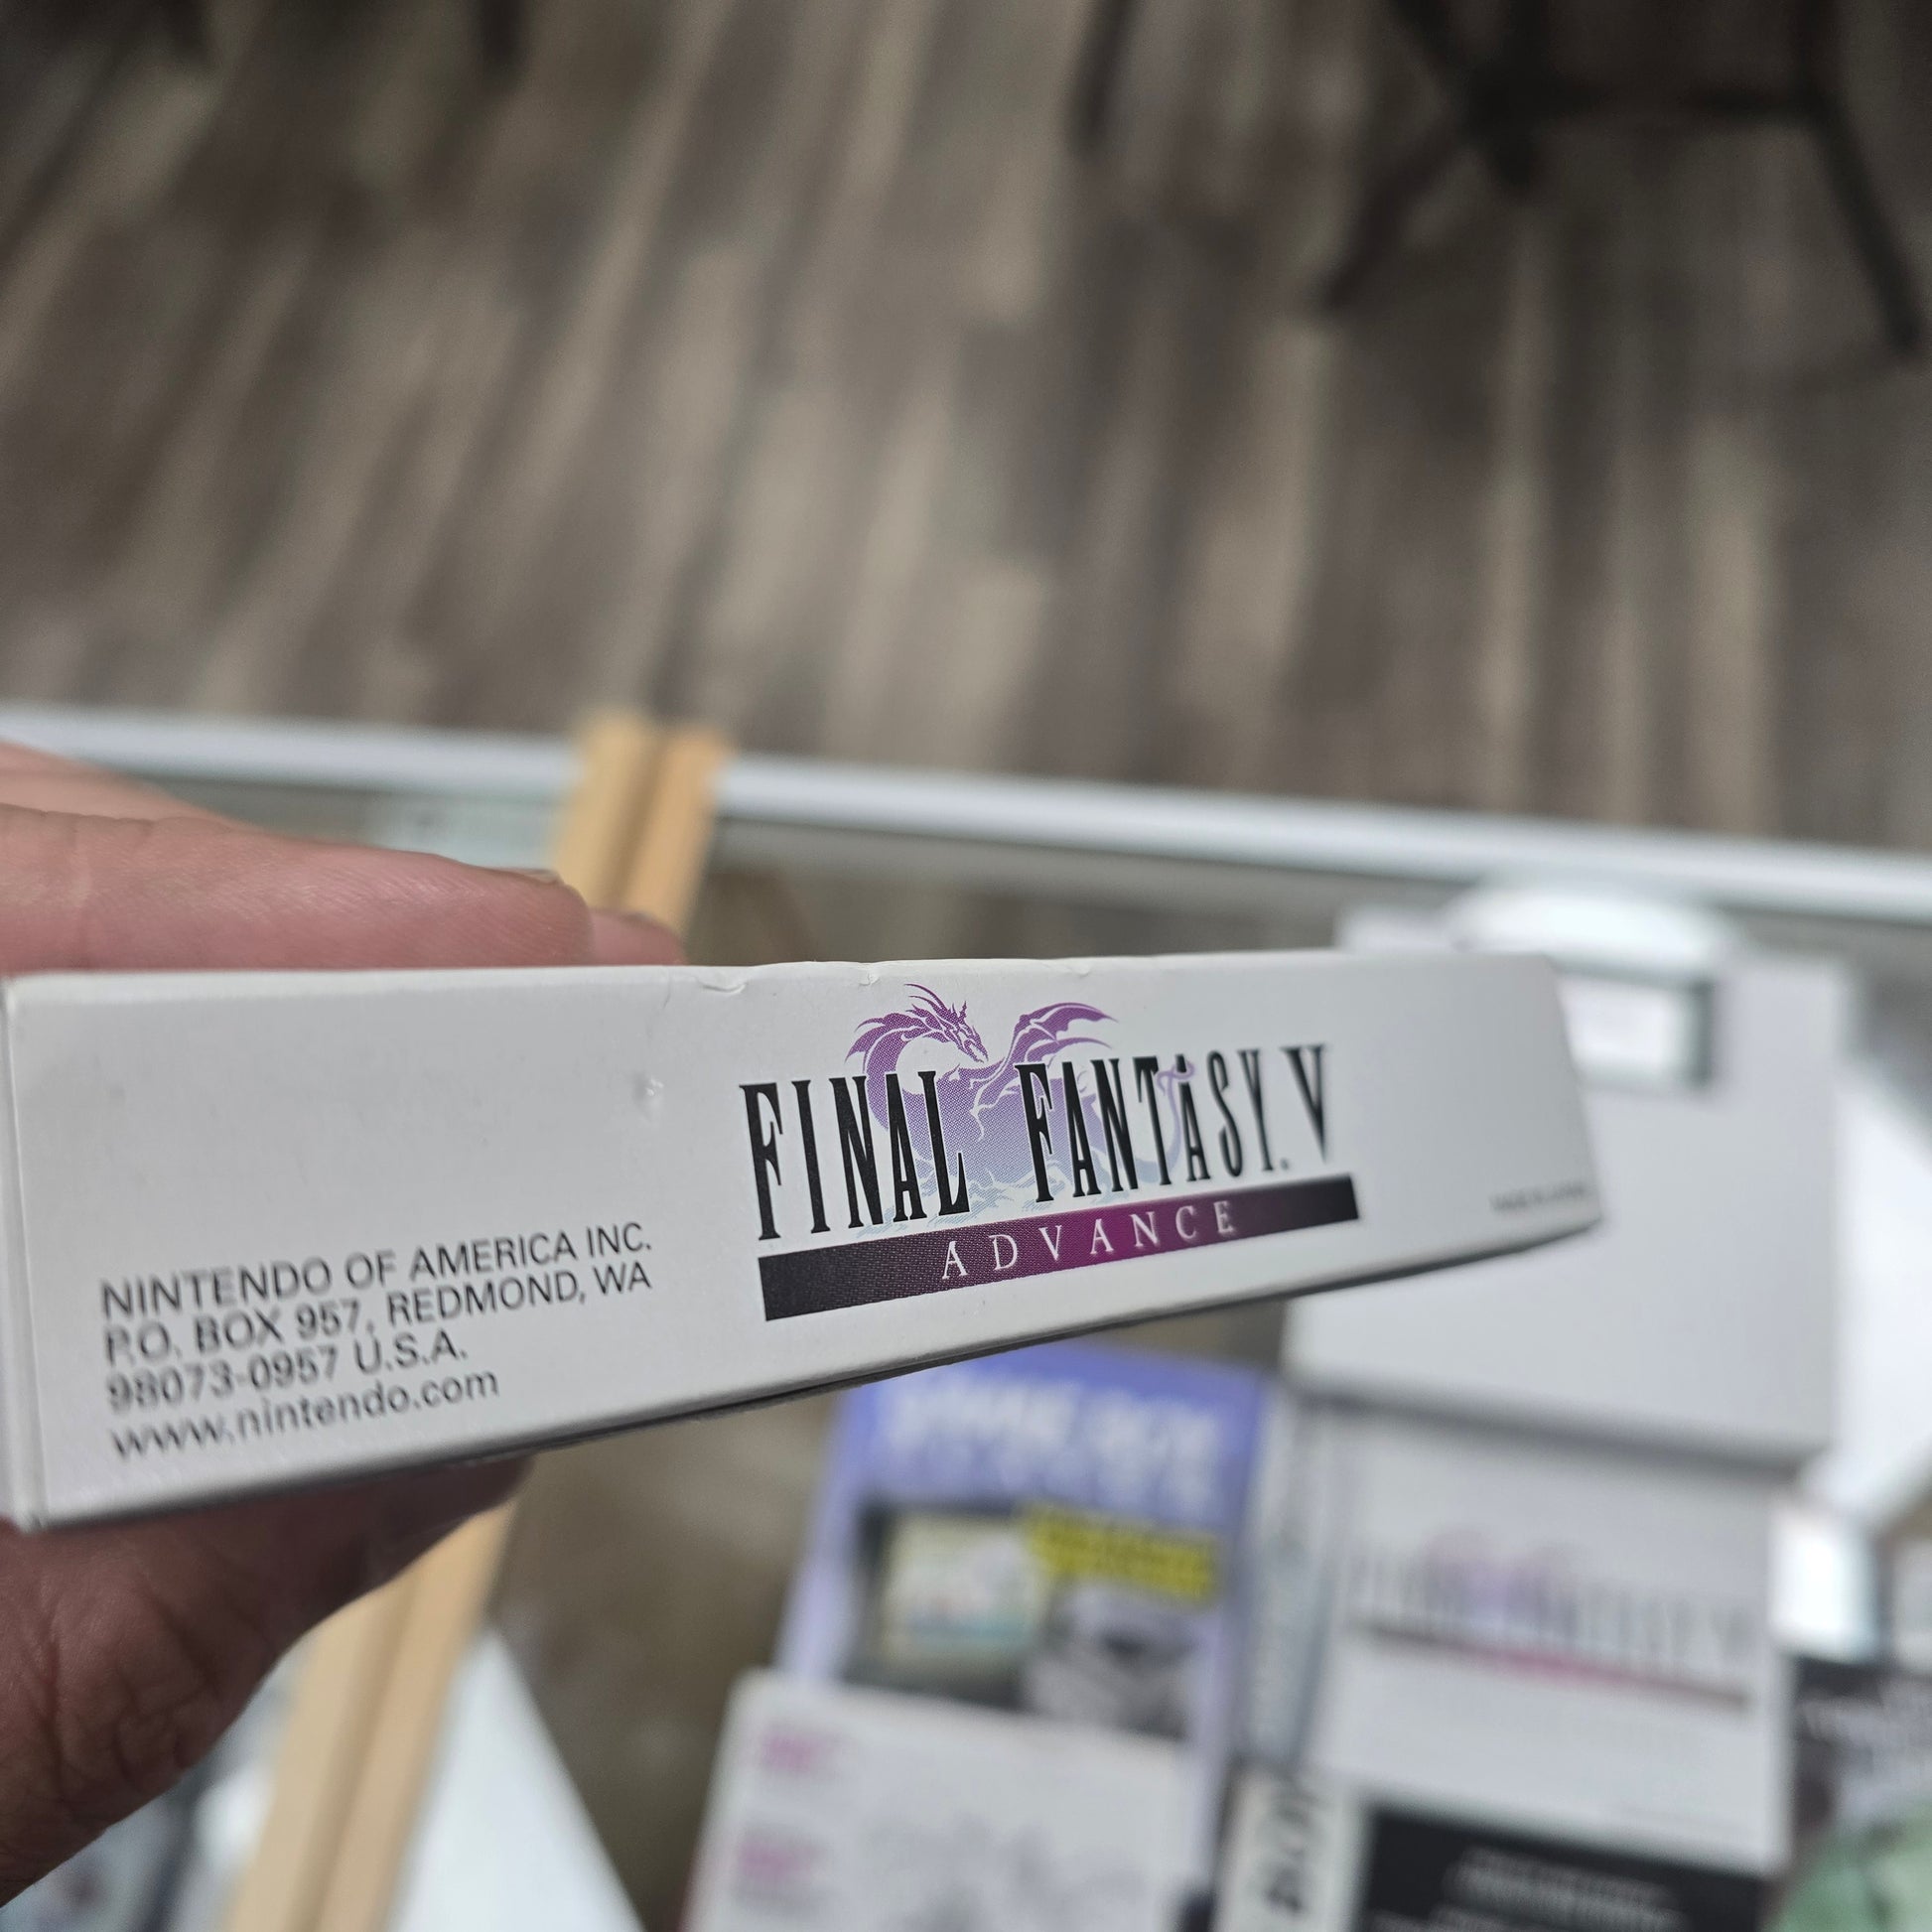 FINAL FANTASY. V
ADVANCE
NINTENDO OF AMERICA INC.
P.O. BOX 957, REDMOND, WA
98073-0957 U.S.A.
www.nintendo.com